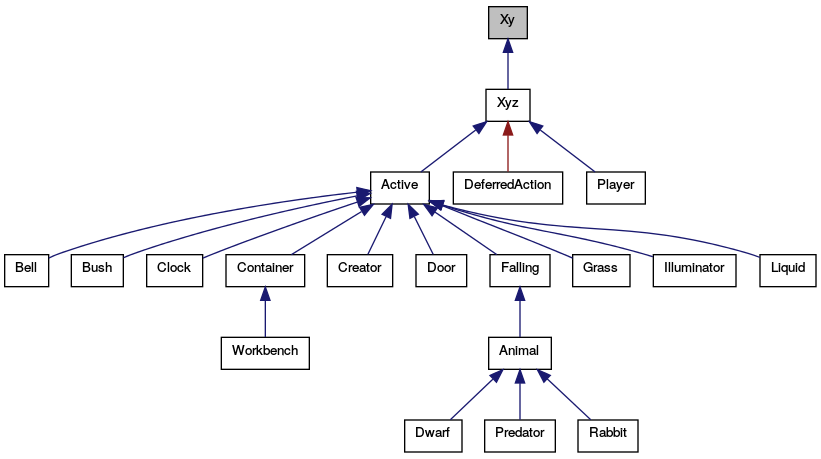 Xy
Xyz
Active
DeferredAction
Player
Bell
Bush
Clock
Container
Creator
Door
Falling
Grass
Illuminator
Liquid
Workbench
Animal
Dwarf
Predator
Rabbit